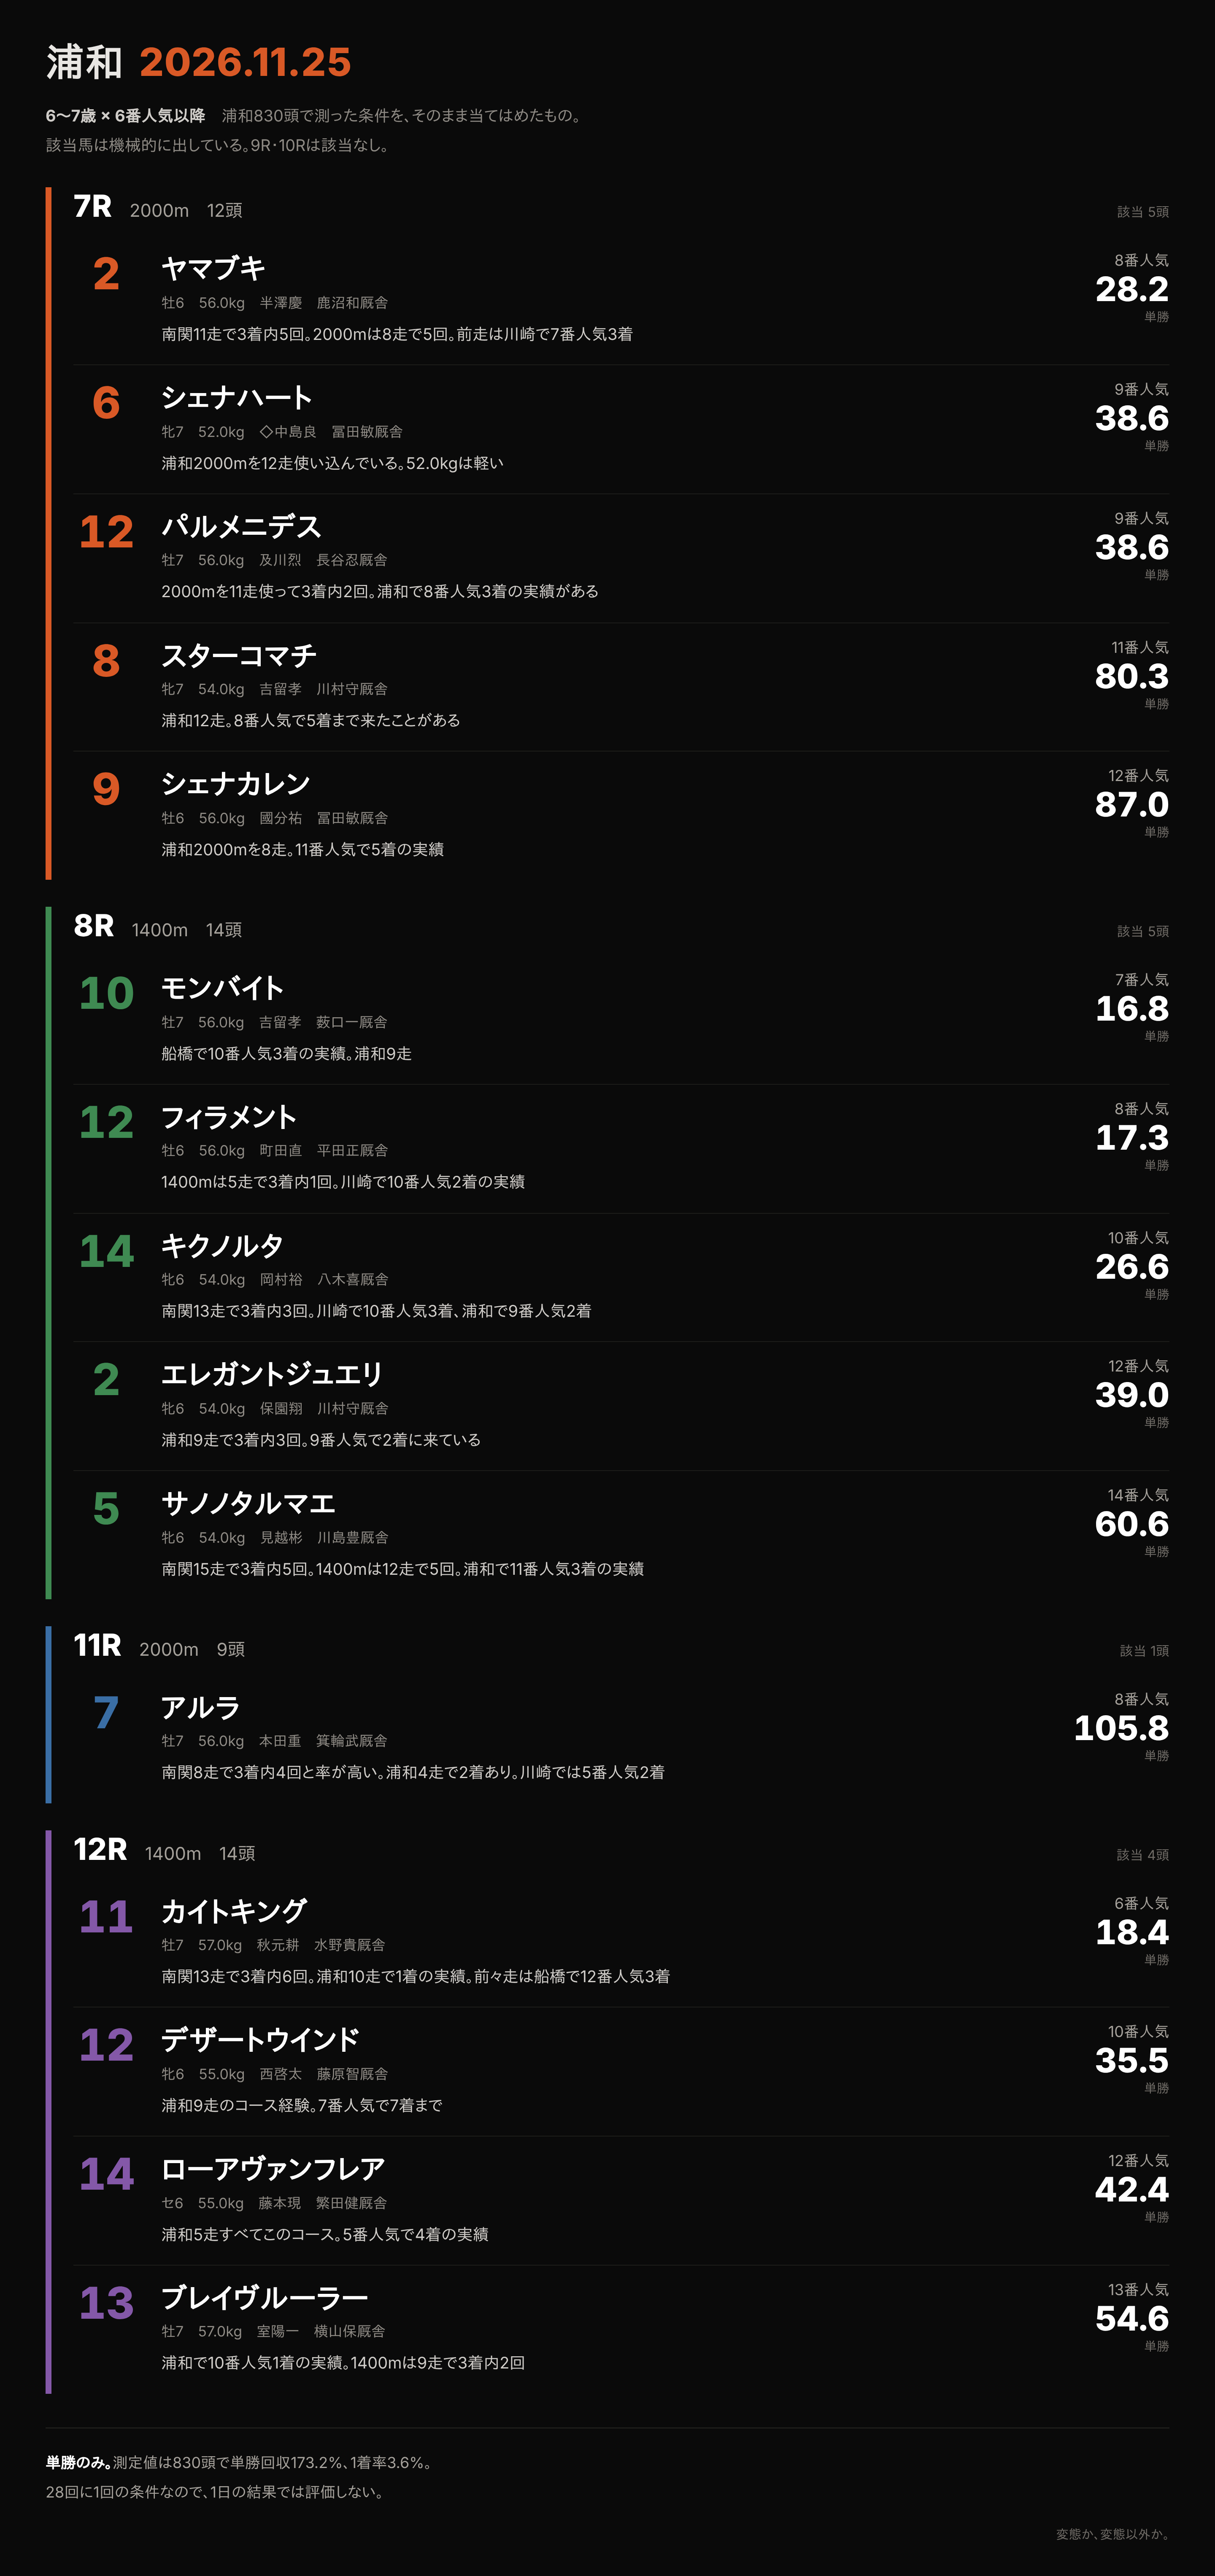 浦和 2026.11.25
6〜7歳 × 6番人気以降 浦和830頭で測った条件を、そのまま当てはめたもの。
該当馬は機械的に出している。9R・10Rは該当なし。
7R 2000m 12頭 該当 5頭
2 ヤマブキ 8番人気
28.2
牡6 56.0kg 半澤慶 鹿沼和厩舎
単勝
南関11走で3着内5回。2000mは8走で5回。前走は川崎で7番人気3着
6 シェナハート 9番人気
38.6
牝7 52.0kg ◇中島良 冨田敏厩舎
単勝
浦和2000mを12走使い込んでいる。52.0kgは軽い
12 パルメニデス 9番人気
38.6
牡7 56.0kg 及川烈 長谷忍厩舎
単勝
2000mを11走使って3着内2回。浦和で8番人気3着の実績がある
8 スターコマチ 11番人気
80.3
牝7 54.0kg 吉留孝 川村守厩舎
単勝
浦和12走。8番人気で5着まで来たことがある
9 シェナカレン 12番人気
87.0
牡6 56.0kg 國分祐 冨田敏厩舎
単勝
浦和2000mを8走。11番人気で5着の実績
8R 1400m 14頭 該当 5頭
10 モンバイト 7番人気
16.8
牡7 56.0kg 吉留孝 薮口一厩舎
単勝
船橋で10番人気3着の実績。浦和9走
12 フィラメント 8番人気
17.3
牡6 56.0kg 町田直 平田正厩舎
単勝
1400mは5走で3着内1回。川崎で10番人気2着の実績
14 キクノルタ 10番人気
26.6
牝6 54.0kg 岡村裕 八木喜厩舎
単勝
南関13走で3着内3回。川崎で10番人気3着、浦和で9番人気2着
2 エレガントジュエリ 12番人気
39.0
牝6 54.0kg 保園翔 川村守厩舎
単勝
浦和9走で3着内3回。9番人気で2着に来ている
5 サノノタルマエ 14番人気
60.6
牝6 54.0kg 見越彬 川島豊厩舎
単勝
南関15走で3着内5回。1400mは12走で5回。浦和で11番人気3着の実績
11R 2000m 9頭 該当 1頭
7 アルラ 8番人気
105.8
牡7 56.0kg 本田重 箕輪武厩舎
単勝
南関8走で3着内4回と率が高い。浦和4走で2着あり。川崎では5番人気2着
12R 1400m 14頭 該当 4頭
11 カイトキング 6番人気
18.4
牡7 57.0kg 秋元耕 水野貴厩舎
単勝
南関13走で3着内6回。浦和10走で1着の実績。前々走は船橋で12番人気3着
12 デザートウインド 10番人気
35.5
牝6 55.0kg 西啓太 藤原智厩舎
単勝
浦和9走のコース経験。7番人気で7着まで
14 ローアヴァンフレア 12番人気
42.4
セ6 55.0kg 藤本現 繁田健厩舎
単勝
浦和5走すべてこのコース。5番人気で4着の実績
13 ブレイヴルーラー 13番人気
54.6
牡7 57.0kg 室陽一 横山保厩舎
単勝
浦和で10番人気1着の実績。1400mは9走で3着内2回
単勝のみ。測定値は830頭で単勝回収173.2%、1着率3.6%。
28回に1回の条件なので、1日の結果では評価しない。
変態か、変態以外か。